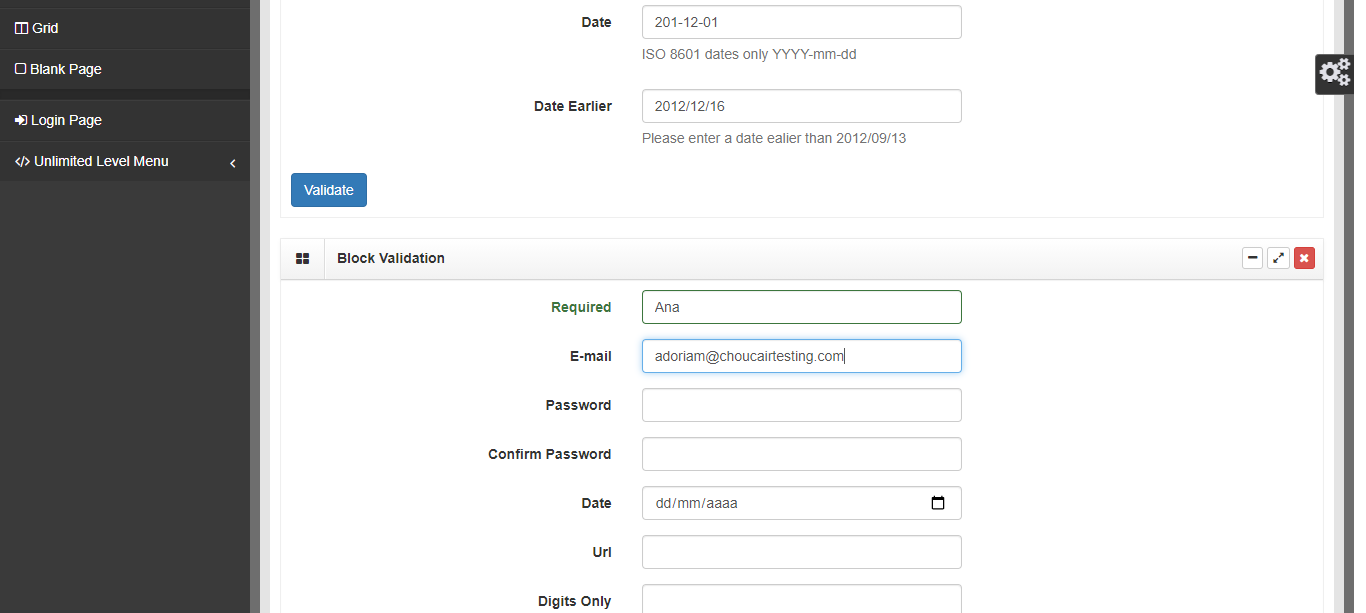 Grid
Blank Page
Login Page
Unlimited Level Menu
Date 201-12-01
ISO 8601 dates only YYYY-mm-dd
Date Earlier 2012/12/16
Please enter a date ealier than 2012/09/13
Validate
Block Validation
Required Ana
E-mail adoriam@choucairtesting.com
Password
Confirm Password
Date dd/mm/aaaa
Url
Digits Only